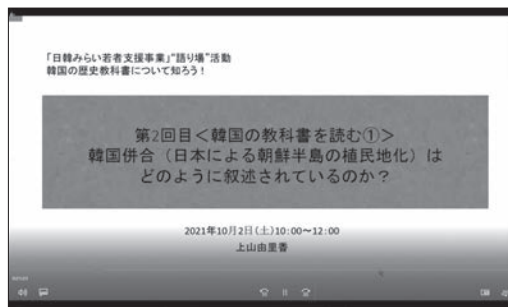 「日韓みらい若者支援事業」“語り場”活動
韓国の歴史教科書について知ろう！
第2回目＜韓国の教科書を読む①＞
韓国併合（日本による朝鮮半島の植民地化）は
どのように叙述されているのか？
2021年10月2日(土)10:00～12:00
上山由里香